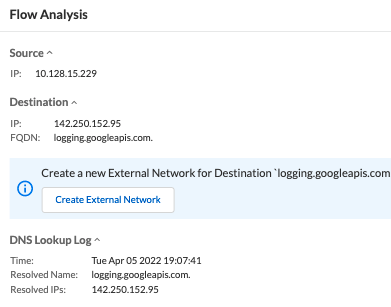 Flow Analysis
Source
IP: 10.128.15.229
Destination
IP: 142.250.152.95
FQDN: logging.googleapis.com.
Create a new External Network for Destination `logging.googleapis.com
Create External Network
DNS Lookup Log
Time: Tue Apr 05 2022 19:07:41
Resolved Name: logging.googleapis.com.
Resolved IPs: 142.250.152.95